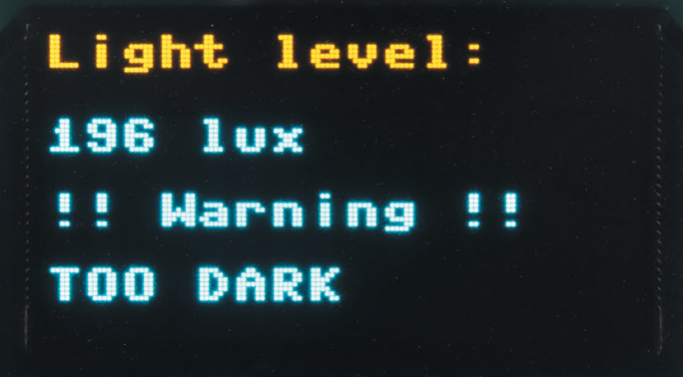 Light level:
196 lux
!! Warning !!
TOO DARK